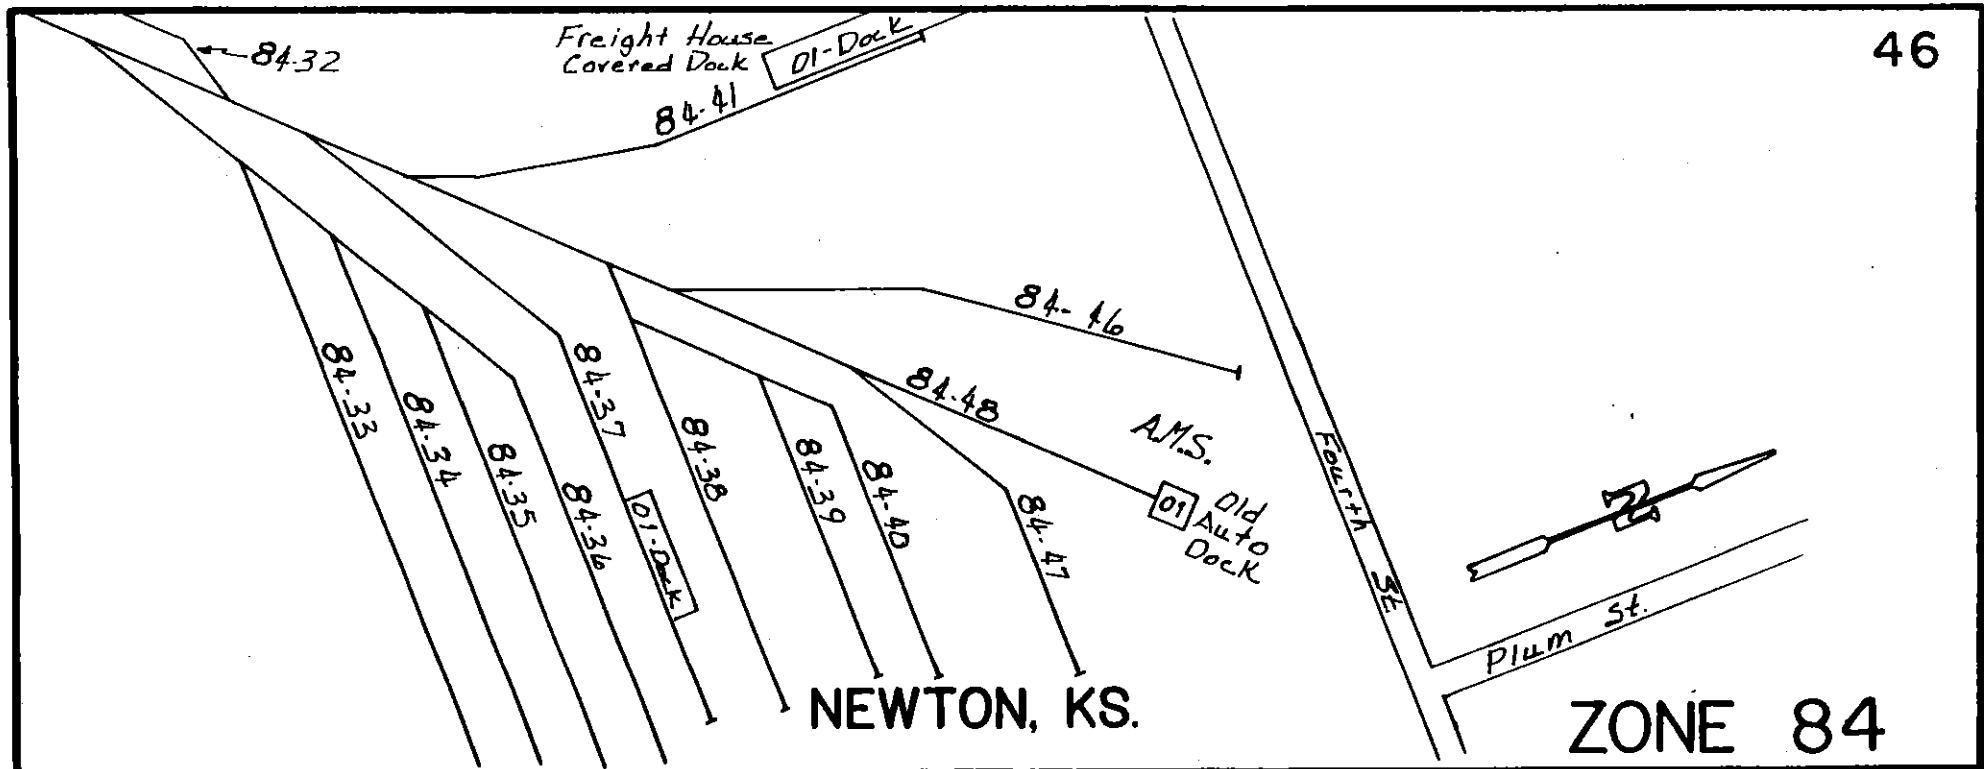 46
84-32
Freight House
Covered Dock
01-Dock
84-41
84-46
84-33
84-34
84-35
84-36
84-37
01-Dock
84-38
84-39
84-40
84-48
84-47
A.M.S.
01
Old
Auto
Dock
Fourth St
Plum St.
NEWTON, KS.
ZONE 84